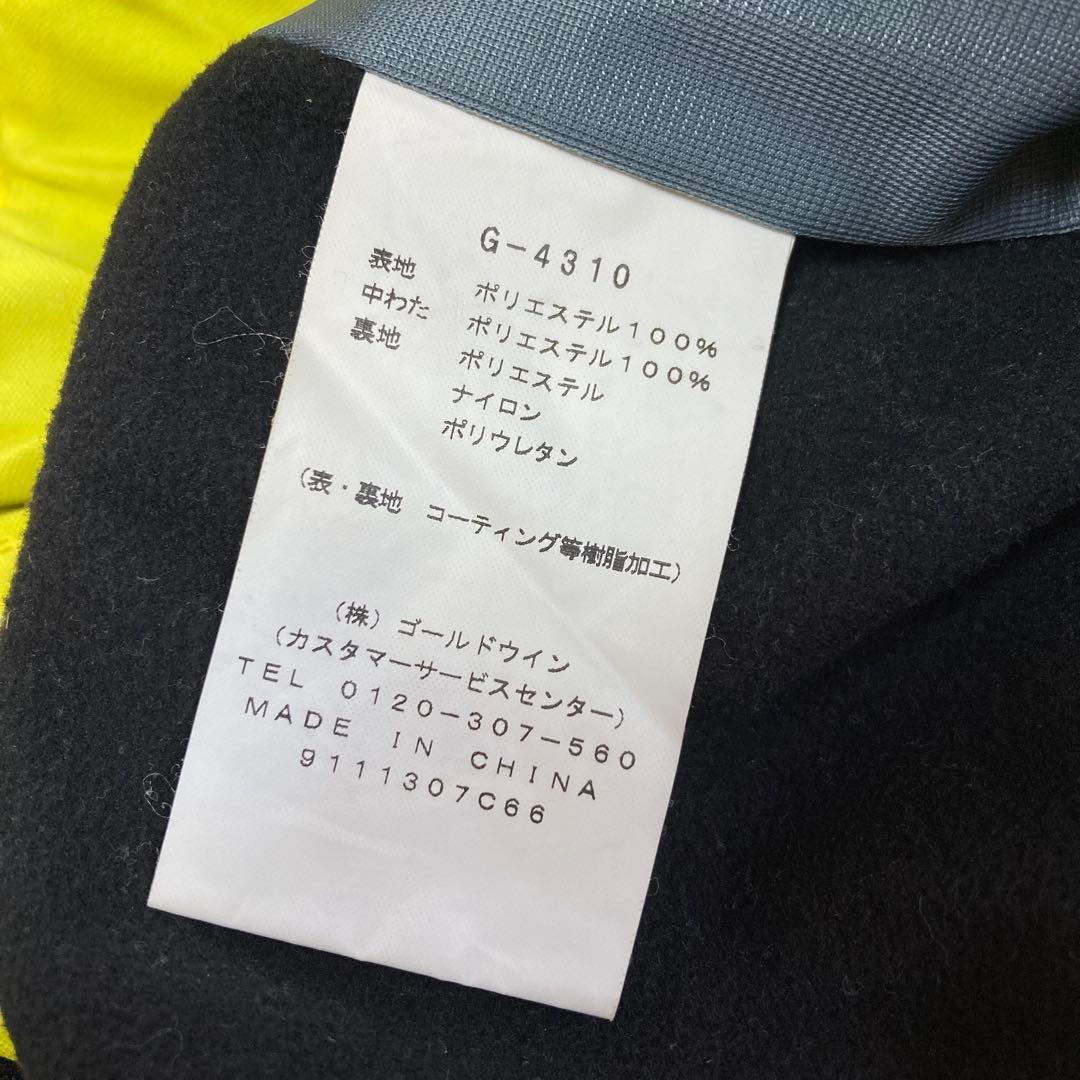 G-4310
表地 ポリエステル100%
中わた ポリエステル100%
裏地 ポリエステル
ナイロン
ポリウレタン
(表・裏地 コーティング等樹脂加工)
(株)ゴールドウイン
(カスタマーサービスセンター)
TEL 0120-307-560
MADE IN CHINA
9111307C66